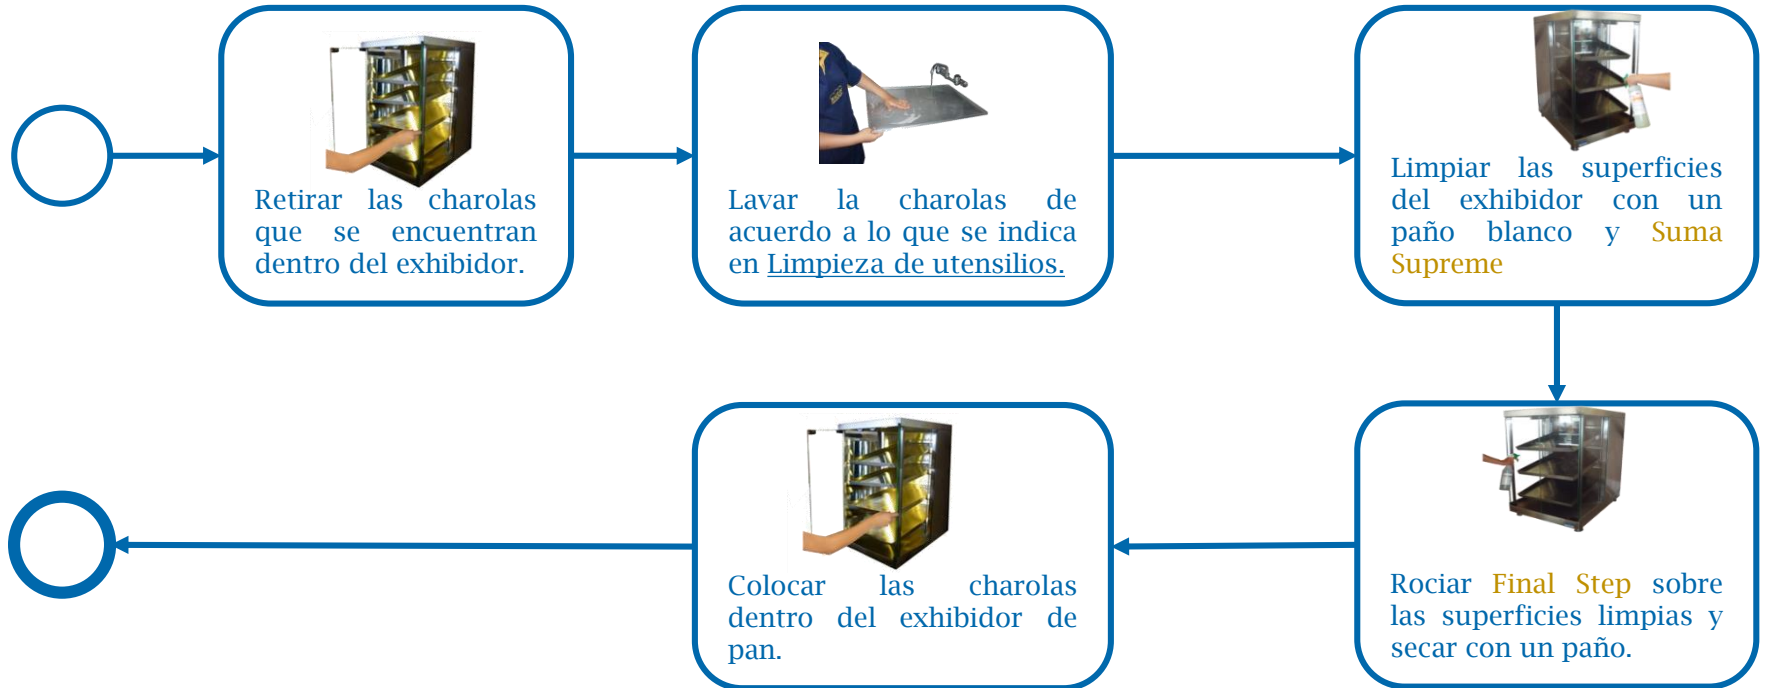 Retirar las charolas
que se encuentran
dentro del exhibidor.
Lavar la charolas de
acuerdo a lo que se indica
en Limpieza de utensilios.
Limpiar las superficies
del exhibidor con un
paño blanco y Suma
Supreme
Rociar Final Step sobre
las superficies limpias y
secar con un paño.
Colocar las charolas
dentro del exhibidor de
pan.